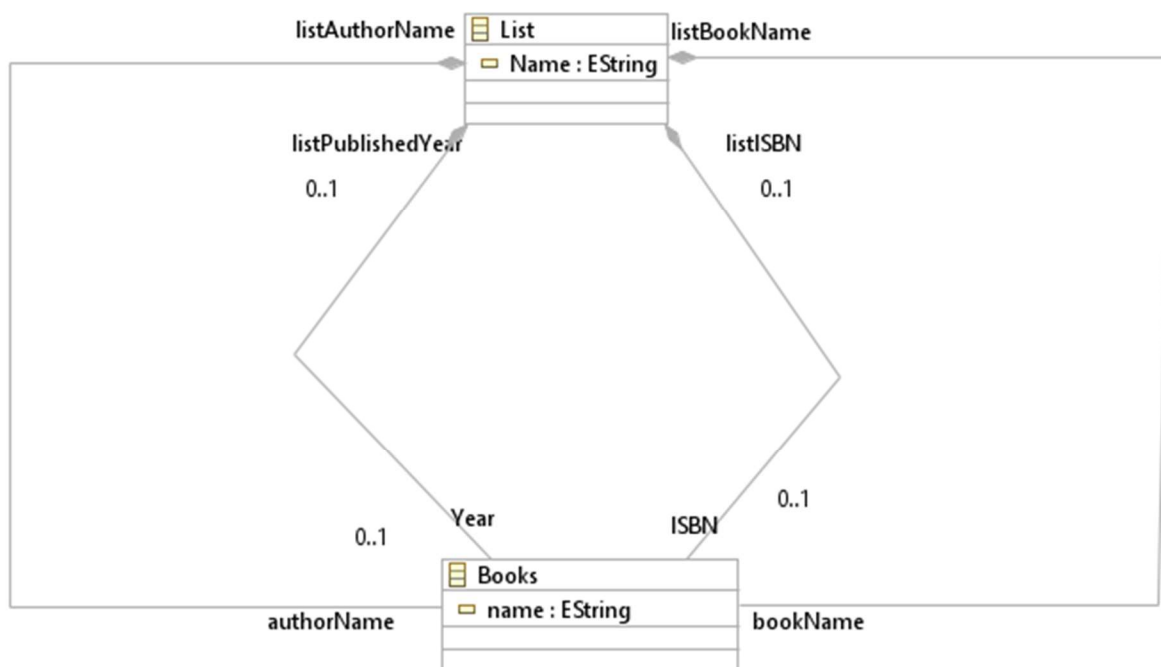 listAuthorName
List
listBookName
Name : EString
listPublishedYear
listISBN
0..1
0..1
0..1
Year
ISBN
0..1
Books
name : EString
authorName
bookName